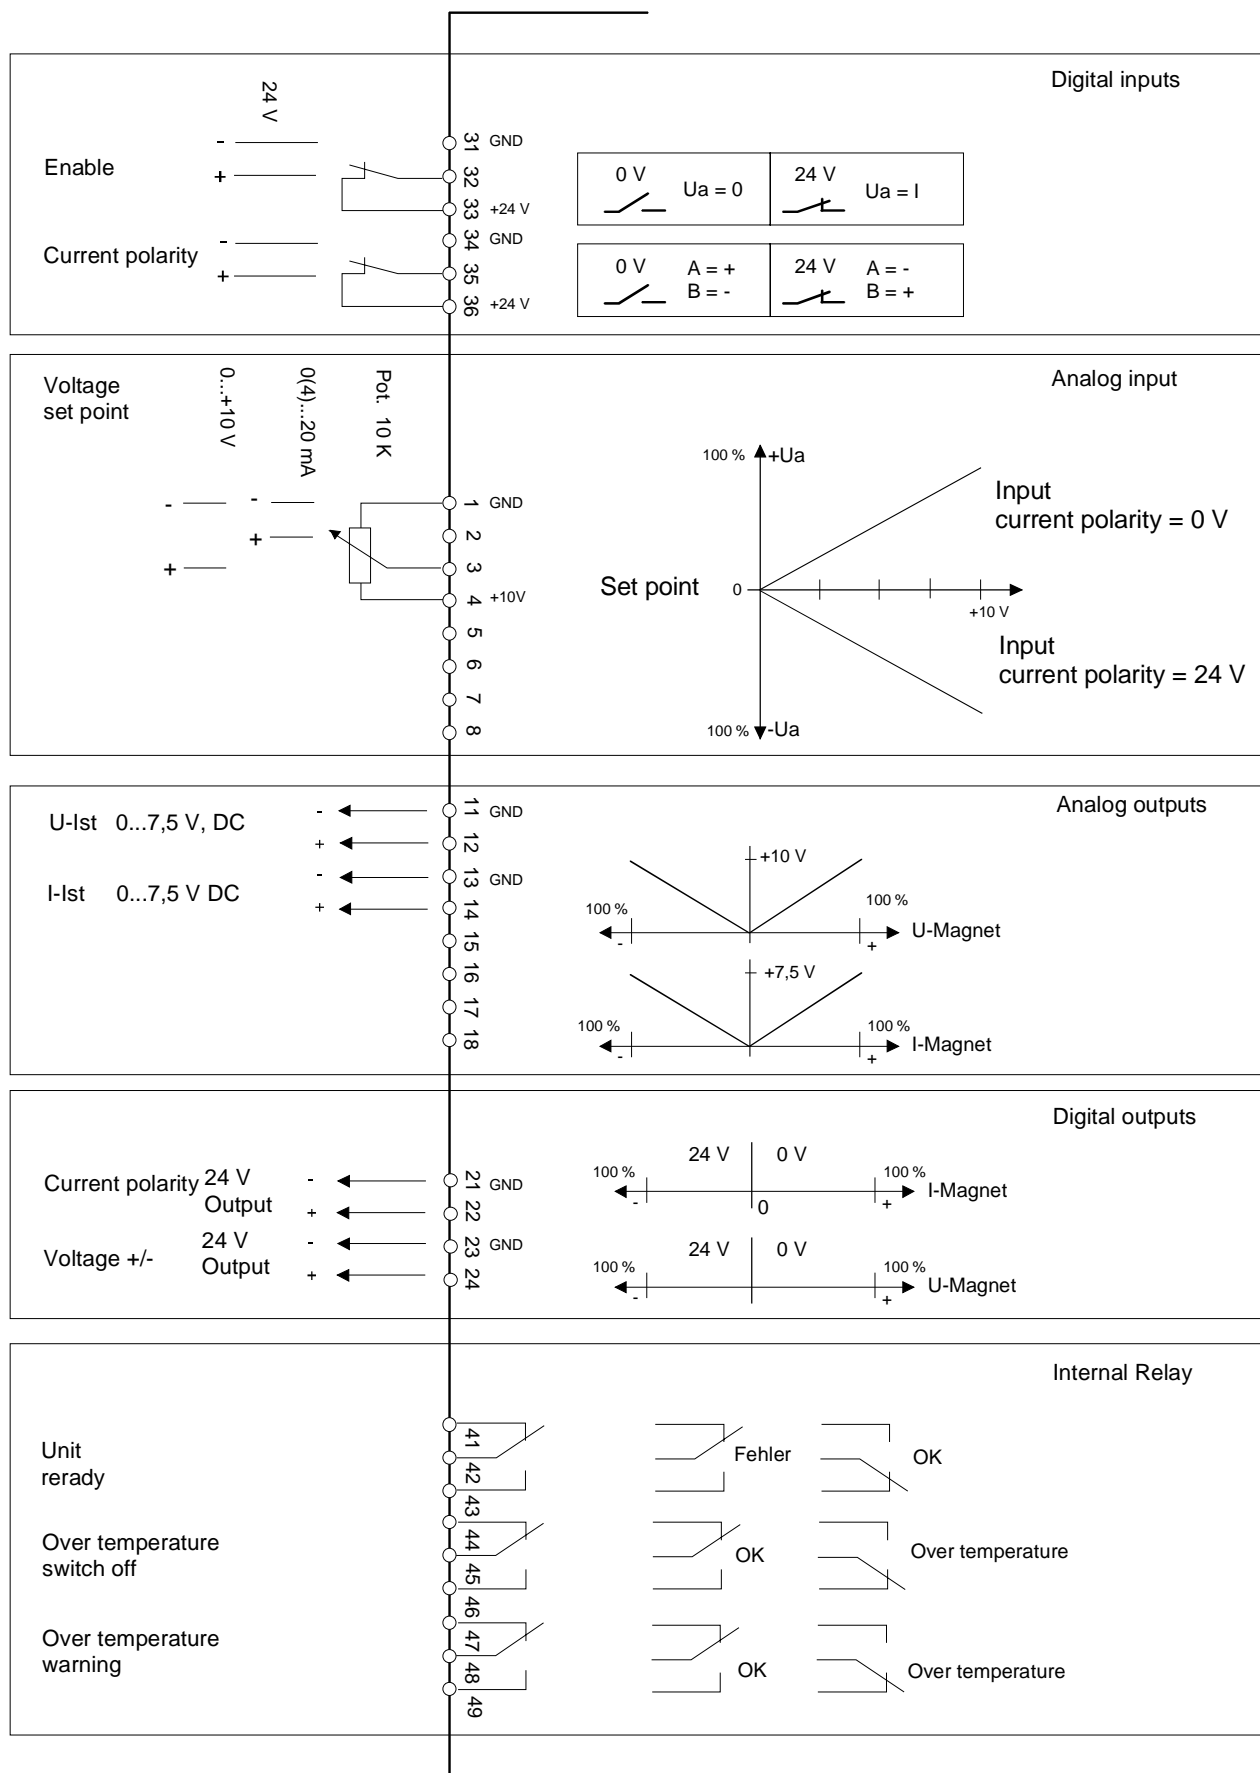 Digital inputs
24 V
Enable
-
+
31 GND
32
33 +24 V
0 V
Ua = 0
24 V
Ua = I
Current polarity
-
+
34 GND
35
36 +24 V
0 V
A = +
B = -
24 V
A = -
B = +
Analog input
Voltage
set point
0...+10 V
0(4)...20 mA
Pot. 10 K
-
+
-
+
1 GND
2
3
4 +10V
5
6
7
8
100 %
+Ua
Input
current polarity = 0 V
Set point
0
+10 V
Input
current polarity = 24 V
100 %
-Ua
Analog outputs
U-Ist 0...7,5 V, DC
-
+
I-Ist 0...7,5 V DC
-
+
11 GND
12
13 GND
14
15
16
17
18
+10 V
100 %
100 %
-
+
U-Magnet
+7,5 V
100 %
100 %
-
+
I-Magnet
Digital outputs
Current polarity 24 V
Output
-
+
Voltage +/- 24 V
Output
-
+
21 GND
22
23 GND
24
24 V
0 V
100 %
100 %
-
0
+
I-Magnet
24 V
0 V
100 %
100 %
-
+
U-Magnet
Internal Relay
Unit
rerady
41
42
43
Fehler
OK
Over temperature
switch off
44
45
46
OK
Over temperature
Over temperature
warning
47
48
49
OK
Over temperature